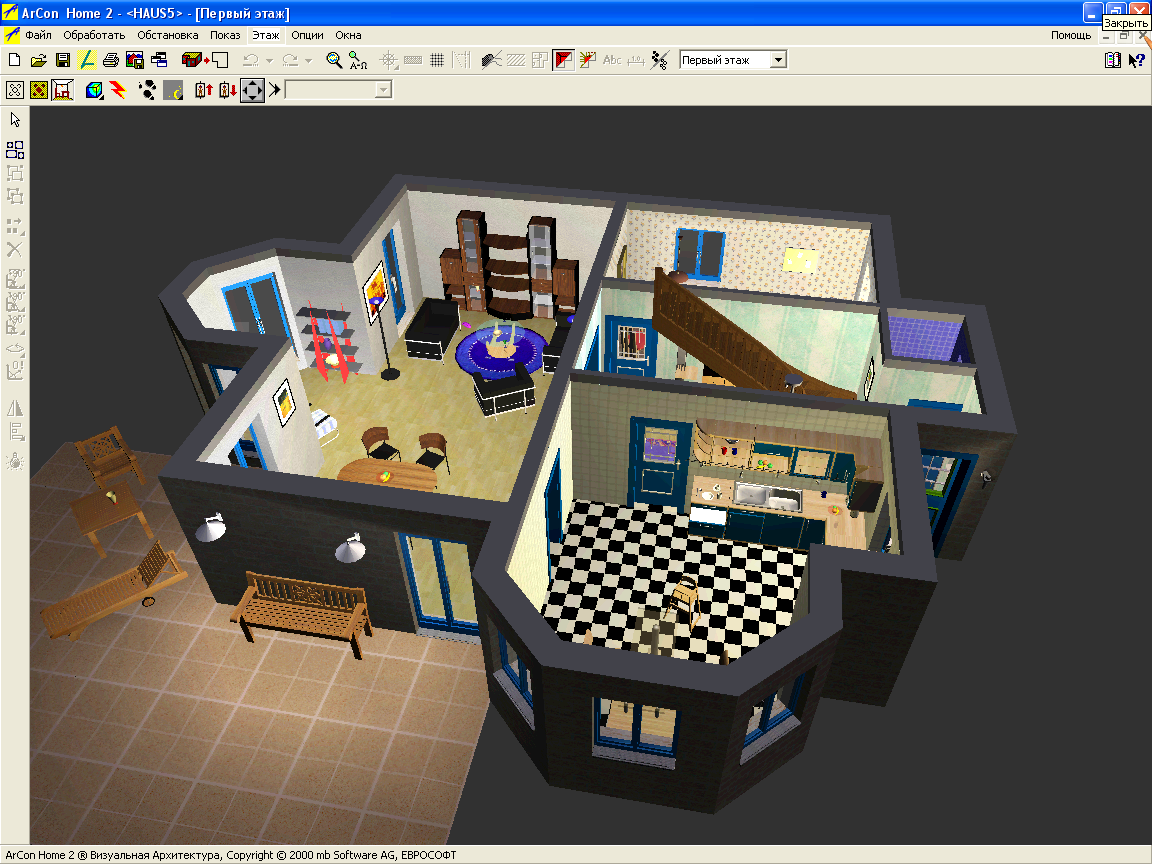 ArCon Home 2 - <HAUS5> - [Первый этаж]
Закрыть
Файл Обработать Обстановка Показ Этаж Опции Окна Помощь
A-Ω Abc Первый этаж
ArCon Home 2 ® Визуальная Архитектура, Copyright © 2000 mb Software AG, ЕВРОСОФТ